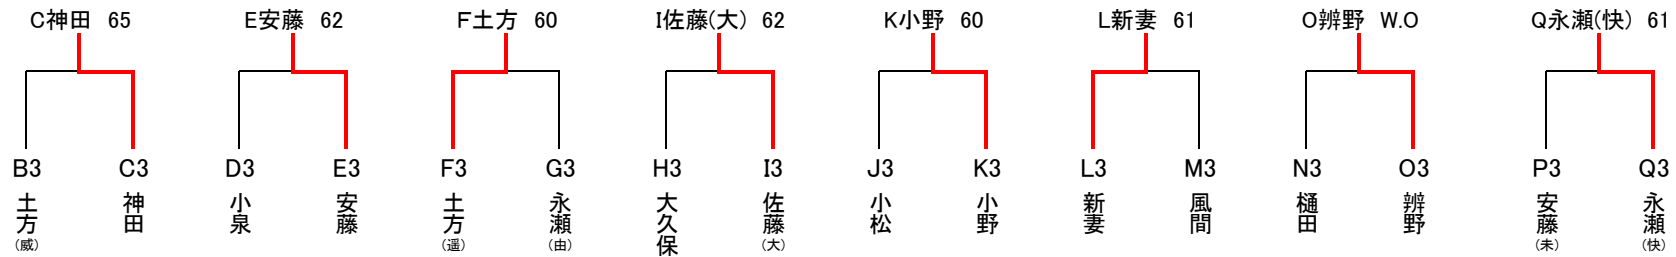 C神田 65 E安藤 62 F土方 60 I佐藤(大) 62 K小野 60 L新妻 61 O辨野 W.O Q永瀬(快) 61
B3 C3 D3 E3 F3 G3 H3 I3 J3 K3 L3 M3 N3 O3 P3 Q3
土方(威) 神田 小泉 安藤 土方(遥) 永瀬(由) 大久保 佐藤(大) 小松 小野 新妻 風間 樋田 辨野 安藤(未) 永瀬(快)